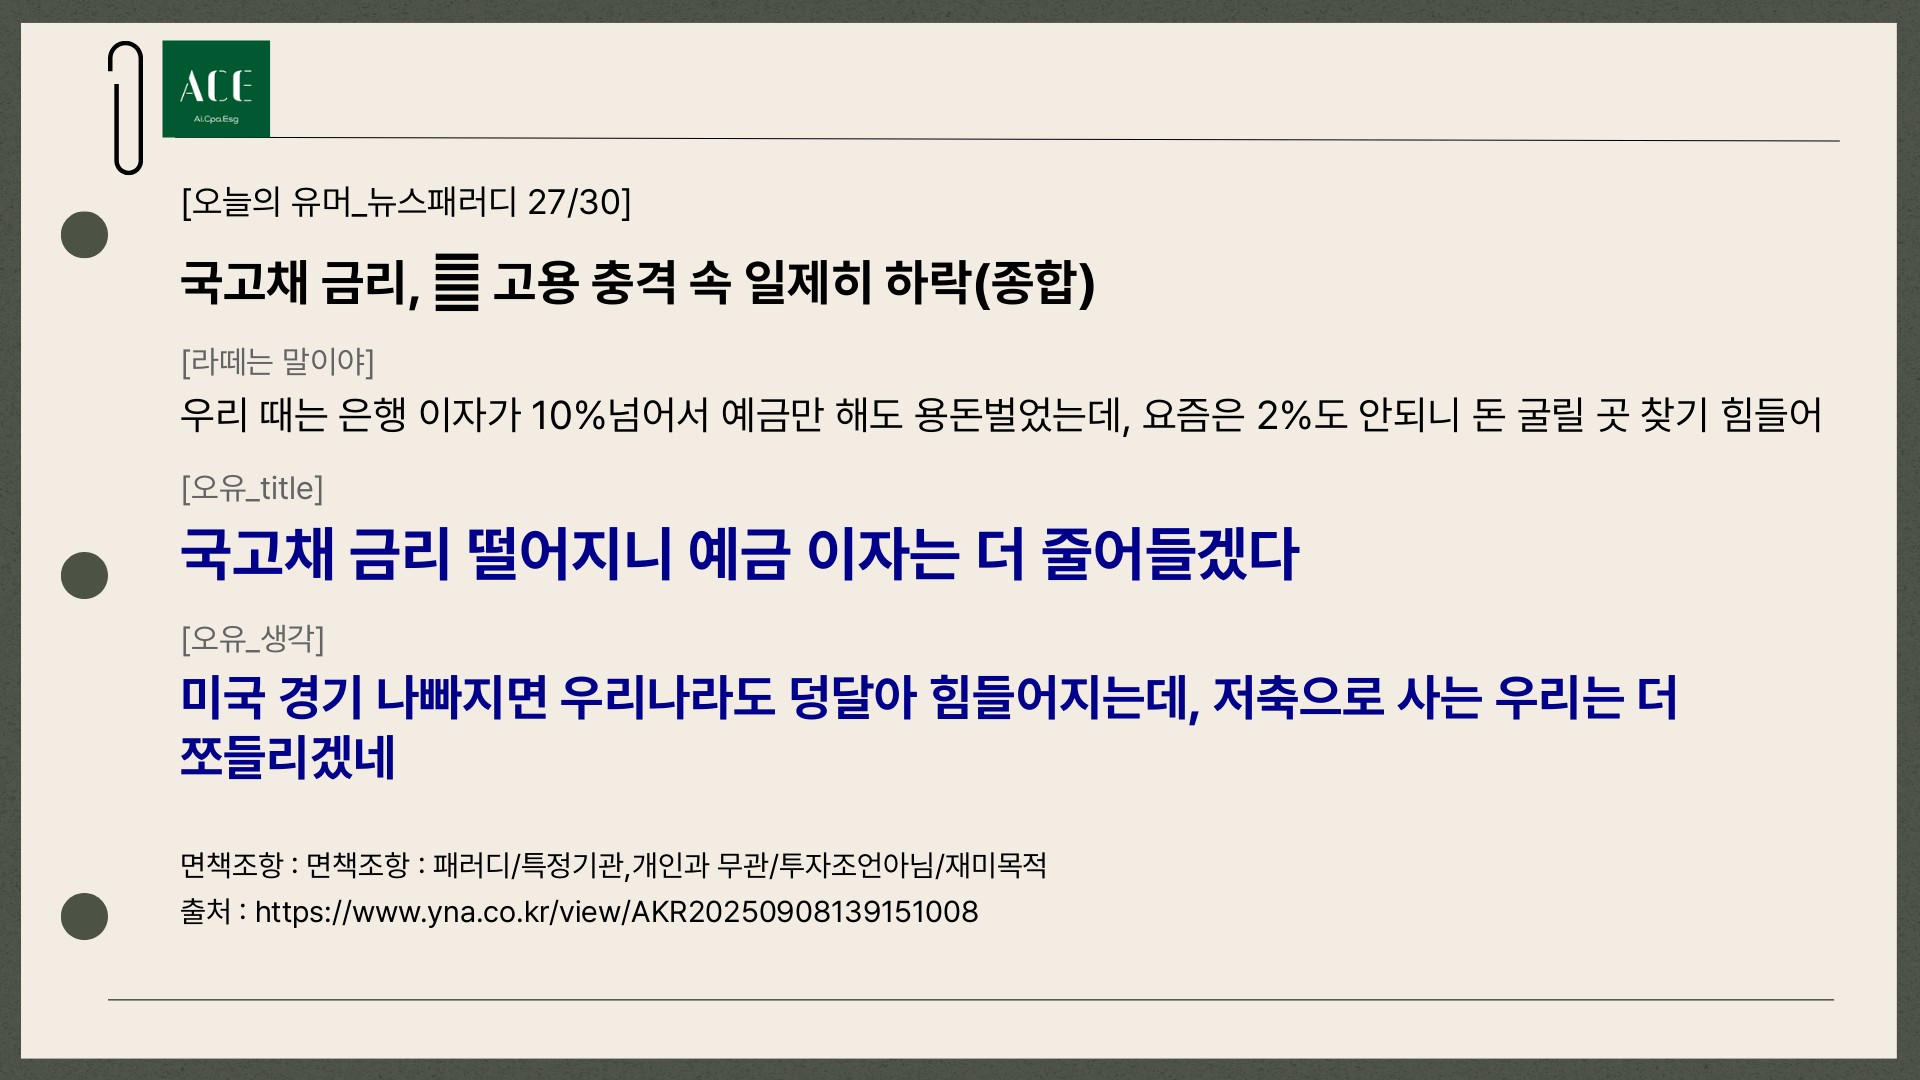 ACE
Ai.Cpa.Esg
[오늘의 유머_뉴스패러디 27/30]
국고채 금리, 고용 충격 속 일제히 하락(종합)
[라떼는 말이야]
우리 때는 은행 이자가 10%넘어서 예금만 해도 용돈벌었는데, 요즘은 2%도 안되니 돈 굴릴 곳 찾기 힘들어
[오유_title]
국고채 금리 떨어지니 예금 이자는 더 줄어들겠다
[오유_생각]
미국 경기 나빠지면 우리나라도 덩달아 힘들어지는데, 저축으로 사는 우리는 더
쪼들리겠네
면책조항 : 면책조항 : 패러디/특정기관,개인과 무관/투자조언아님/재미목적
출처 : https://www.yna.co.kr/view/AKR20250908139151008